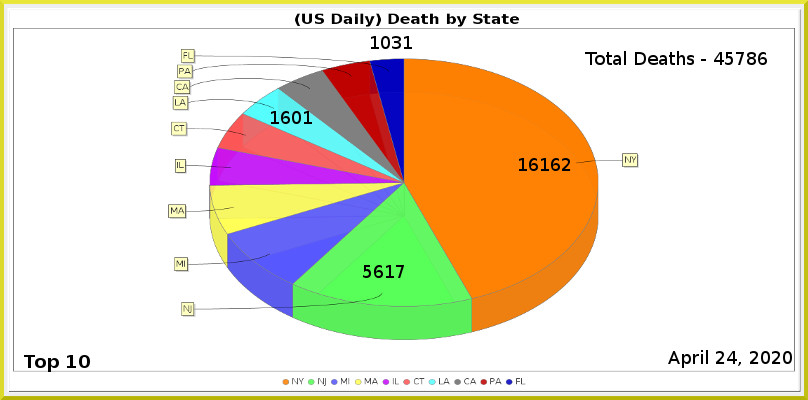 (US Daily) Death by State
1031
FL
Total Deaths - 45786
PA
CA
LA
1601
CT
16162
NY
IL
MA
MI
5617
NJ
Top 10
April 24, 2020
NY NJ MI MA IL CT LA CA PA FL